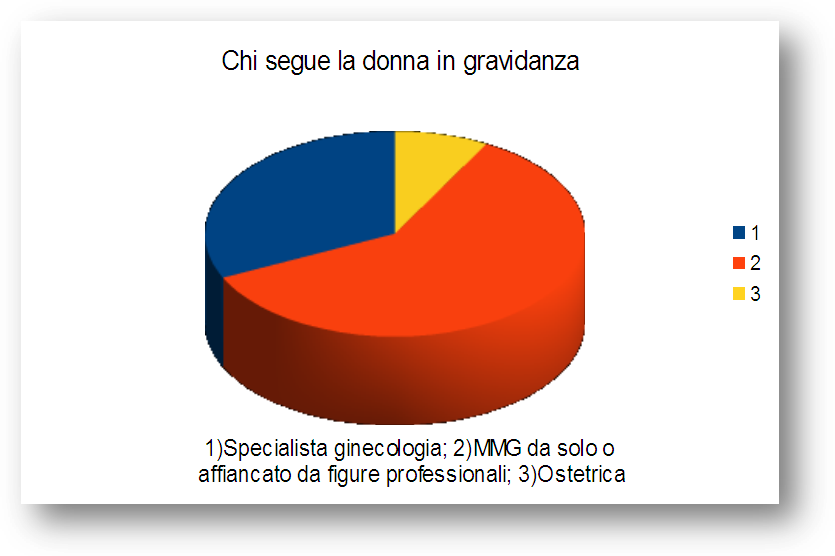 Chi segue la donna in gravidanza
1
2
3
1)Specialista ginecologia; 2)MMG da solo o
affiancato da figure professionali; 3)Ostetrica